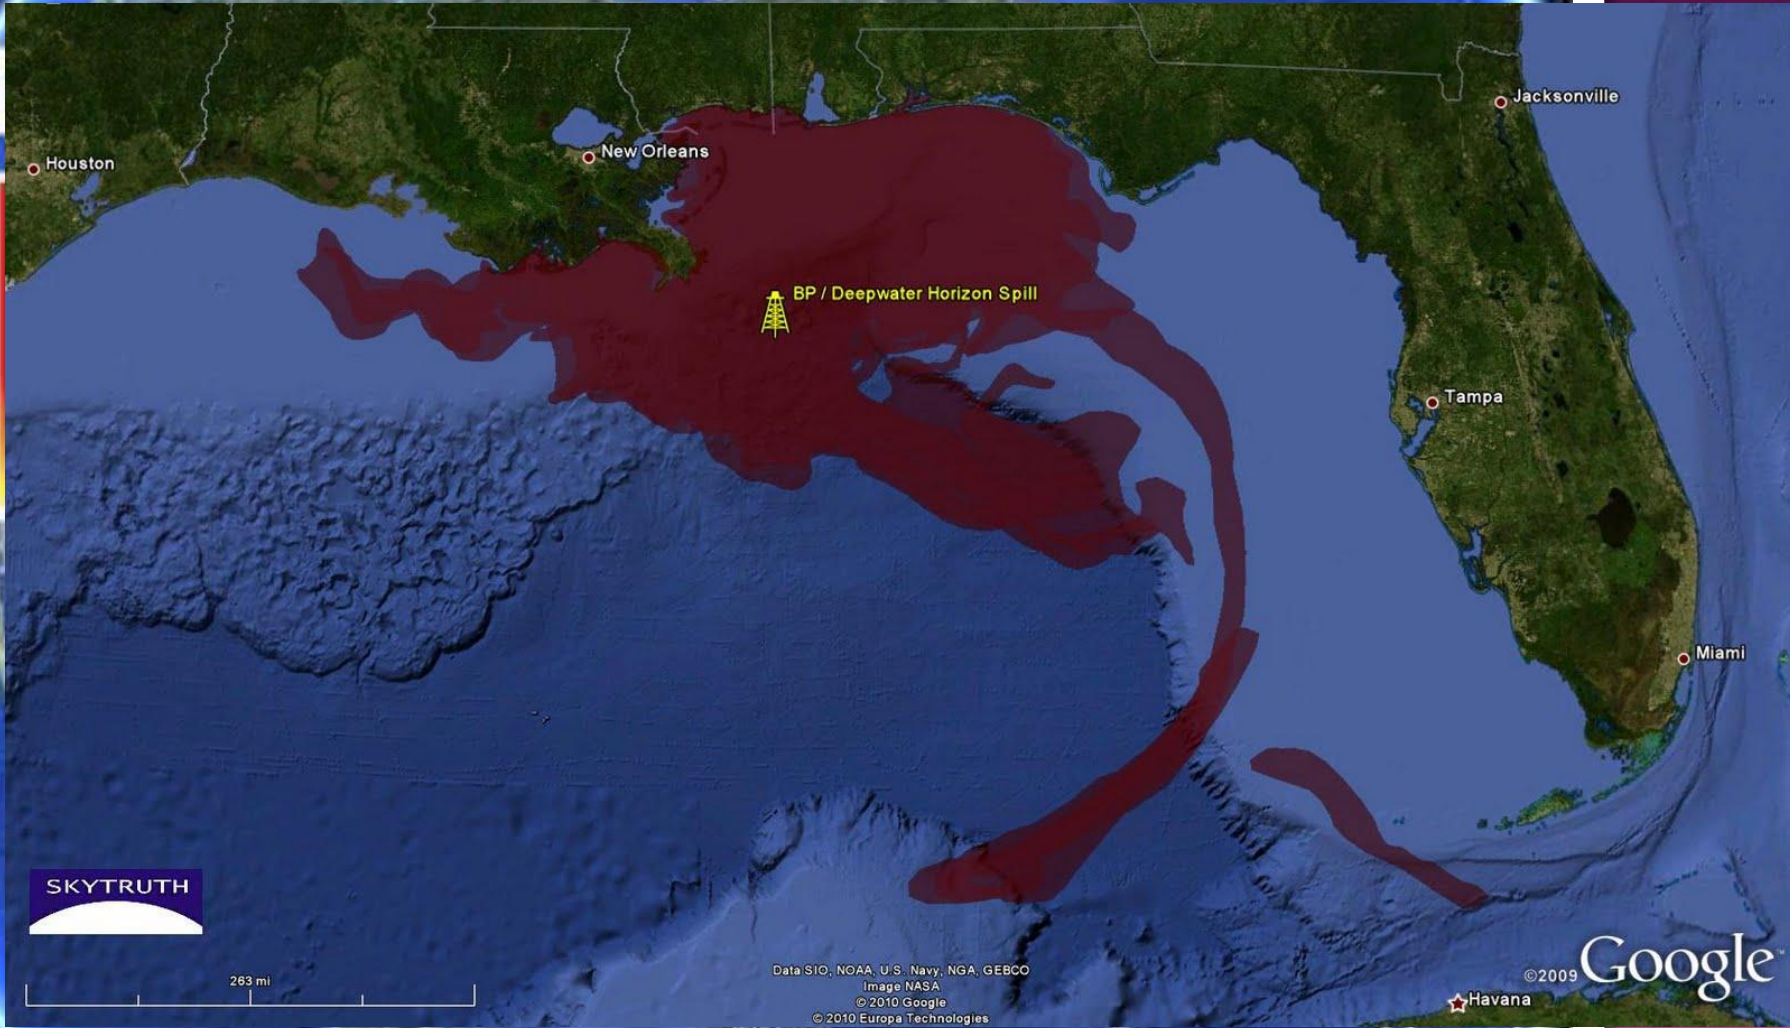 Jacksonville
New Orleans
Houston
BP / Deepwater Horizon Spill
Tampa
Miami
SKYTRUTH
263 mi
Data SIO, NOAA, U.S. Navy, NGA, GEBCO
Image NASA
© 2010 Google
© 2010 Europa Technologies
©2009 Google
Havana